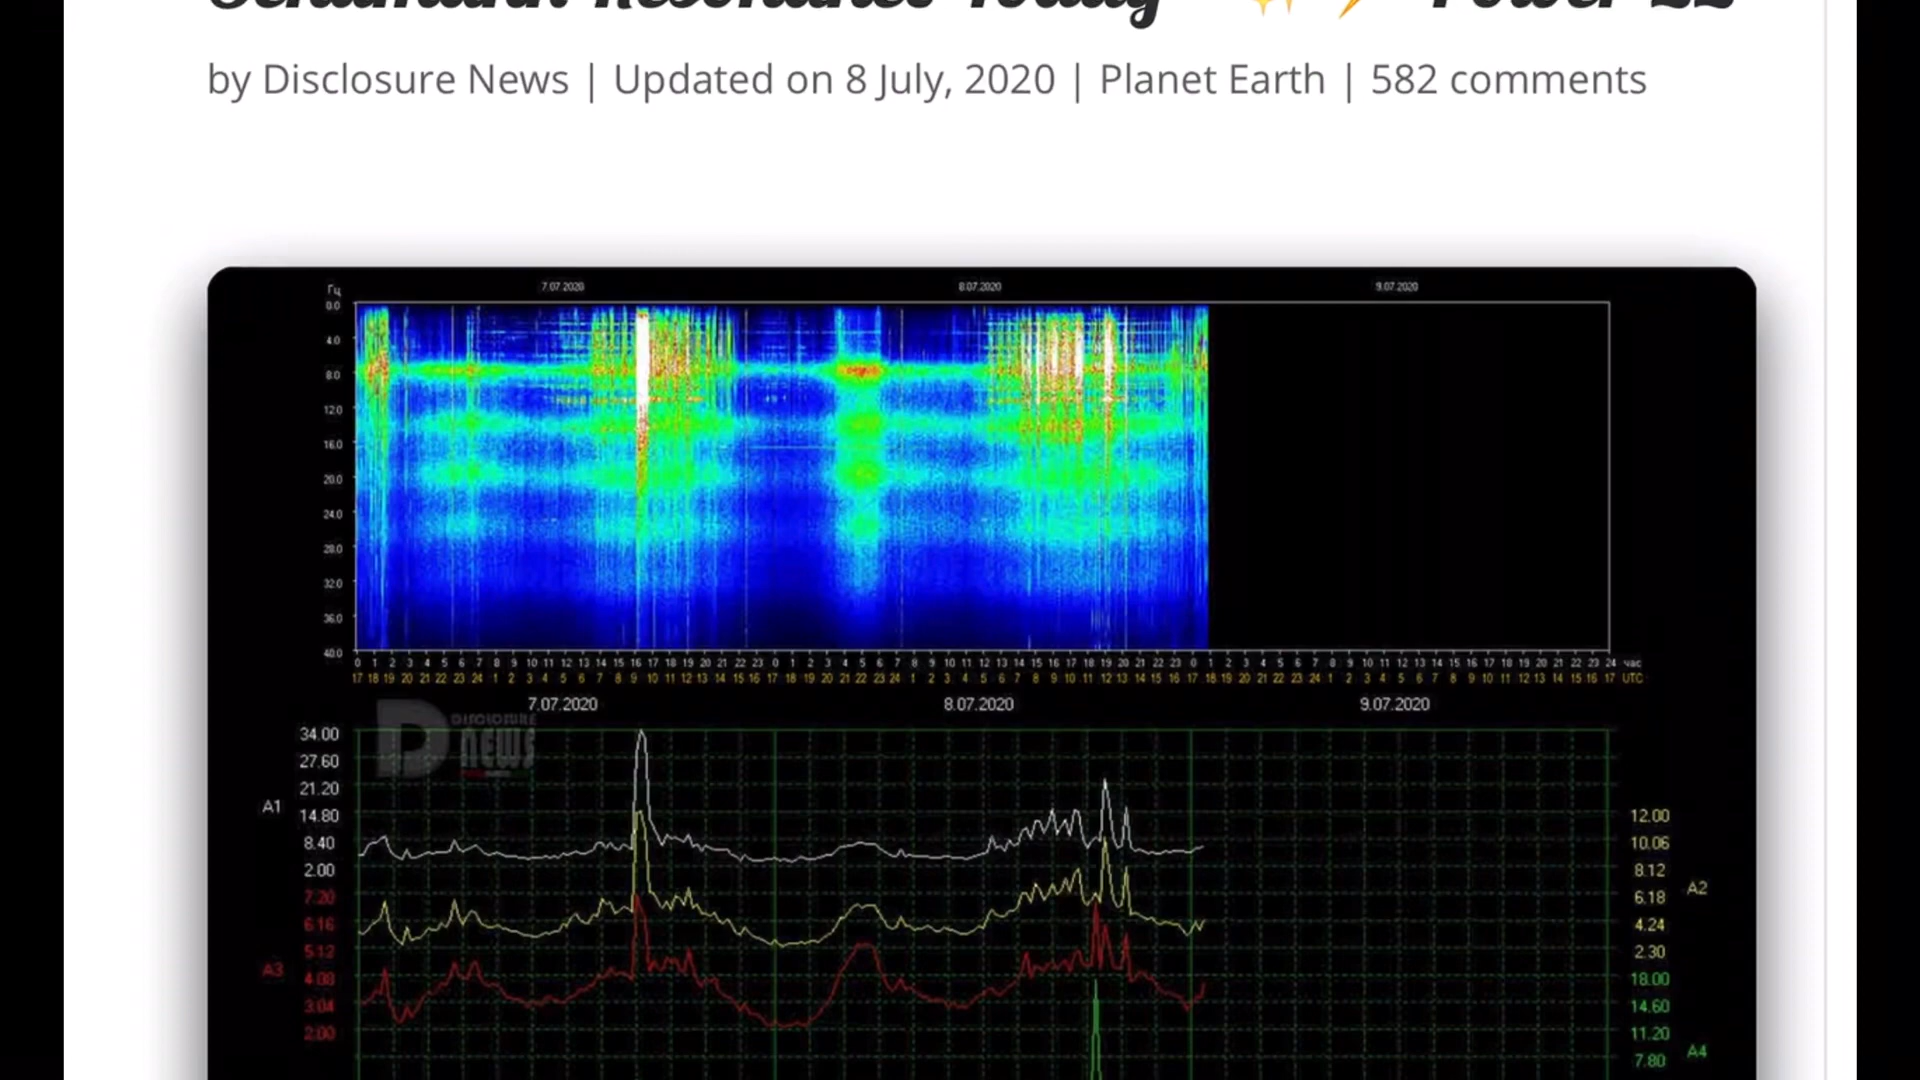 Schumann Resonance Today ✨⚡ Power 22
by Disclosure News | Updated on 8 July, 2020 | Planet Earth | 582 comments
7.07.2020 8.07.2020 9.07.2020
Гц
0.0
4.0
8.0
12.0
16.0
20.0
24.0
28.0
32.0
36.0
40.0
0 1 2 3 4 5 6 7 8 9 10 11 12 13 14 15 16 17 18 19 20 21 22 23 0 1 2 3 4 5 6 7 8 9 10 11 12 13 14 15 16 17 18 19 20 21 22 23 0 1 2 3 4 5 6 7 8 9 10 11 12 13 14 15 16 17 18 19 20 21 22 23 24 час
17 18 19 20 21 22 23 24 1 2 3 4 5 6 7 8 9 10 11 12 13 14 15 16 17 18 19 20 21 22 23 24 1 2 3 4 5 6 7 8 9 10 11 12 13 14 15 16 17 18 19 20 21 22 23 24 1 2 3 4 5 6 7 8 9 10 11 12 13 14 15 16 17 UTC
7.07.2020 8.07.2020 9.07.2020
D DISCLOSURE
NEWS
34.00
27.60
21.20
A1
14.80 12.00
8.40 10.06
2.00 8.12
A2
7.20 6.18
6.16 4.24
5.12 2.30
A3
4.08 18.00
3.04 14.60
2.00 11.20
A4
7.80